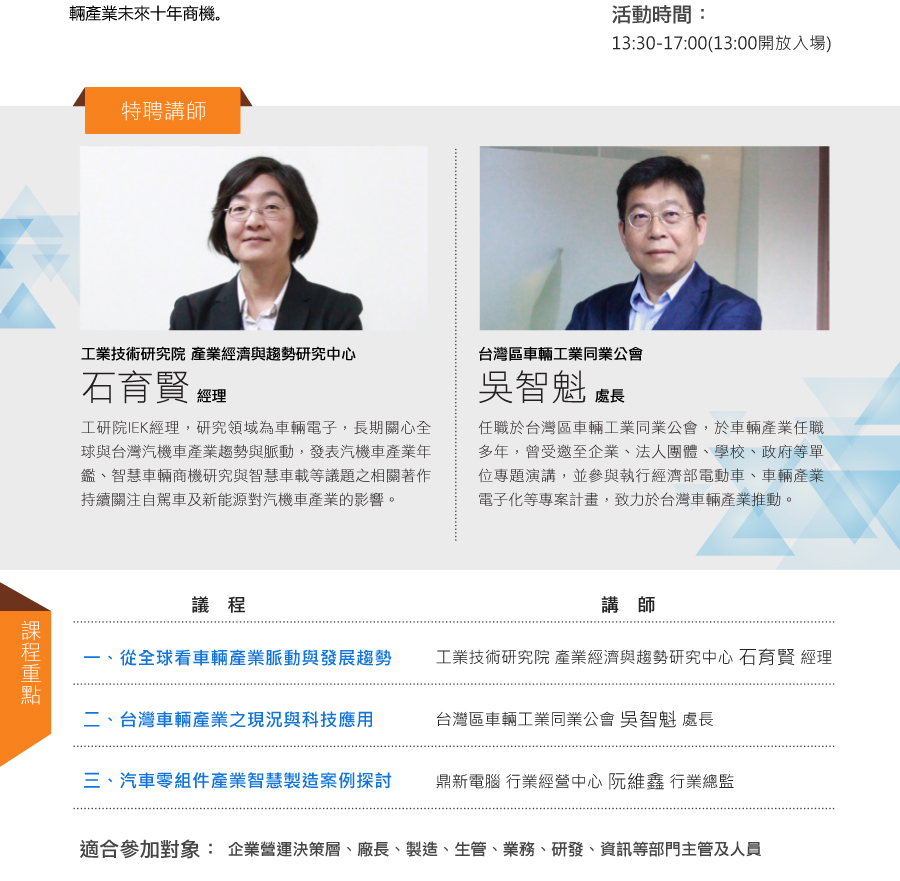 輛產業未來十年商機。
活動時間：
13:30-17:00(13:00開放入場)
特聘講師
工業技術研究院 產業經濟與趨勢研究中心
石育賢 經理
工研院IEK經理，研究領域為車輛電子，長期關心全
球與台灣汽機車產業趨勢與脈動，發表汽機車產業年
鑑、智慧車輛商機研究與智慧車載等議題之相關著作
持續關注自駕車及新能源對汽機車產業的影響。
台灣區車輛工業同業公會
吳智魁 處長
任職於台灣區車輛工業同業公會，於車輛產業任職
多年，曾受邀至企業、法人團體、學校、政府等單
位專題演講，並參與執行經濟部電動車、車輛產業
電子化等專案計畫，致力於台灣車輛產業推動。
課程重點
議 程
講 師
一、從全球看車輛產業脈動與發展趨勢
工業技術研究院 產業經濟與趨勢研究中心 石育賢 經理
二、台灣車輛產業之現況與科技應用
台灣區車輛工業同業公會 吳智魁 處長
三、汽車零組件產業智慧製造案例探討
鼎新電腦 行業經營中心 阮維鑫 行業總監
適合參加對象： 企業營運決策層、廠長、製造、生管、業務、研發、資訊等部門主管及人員